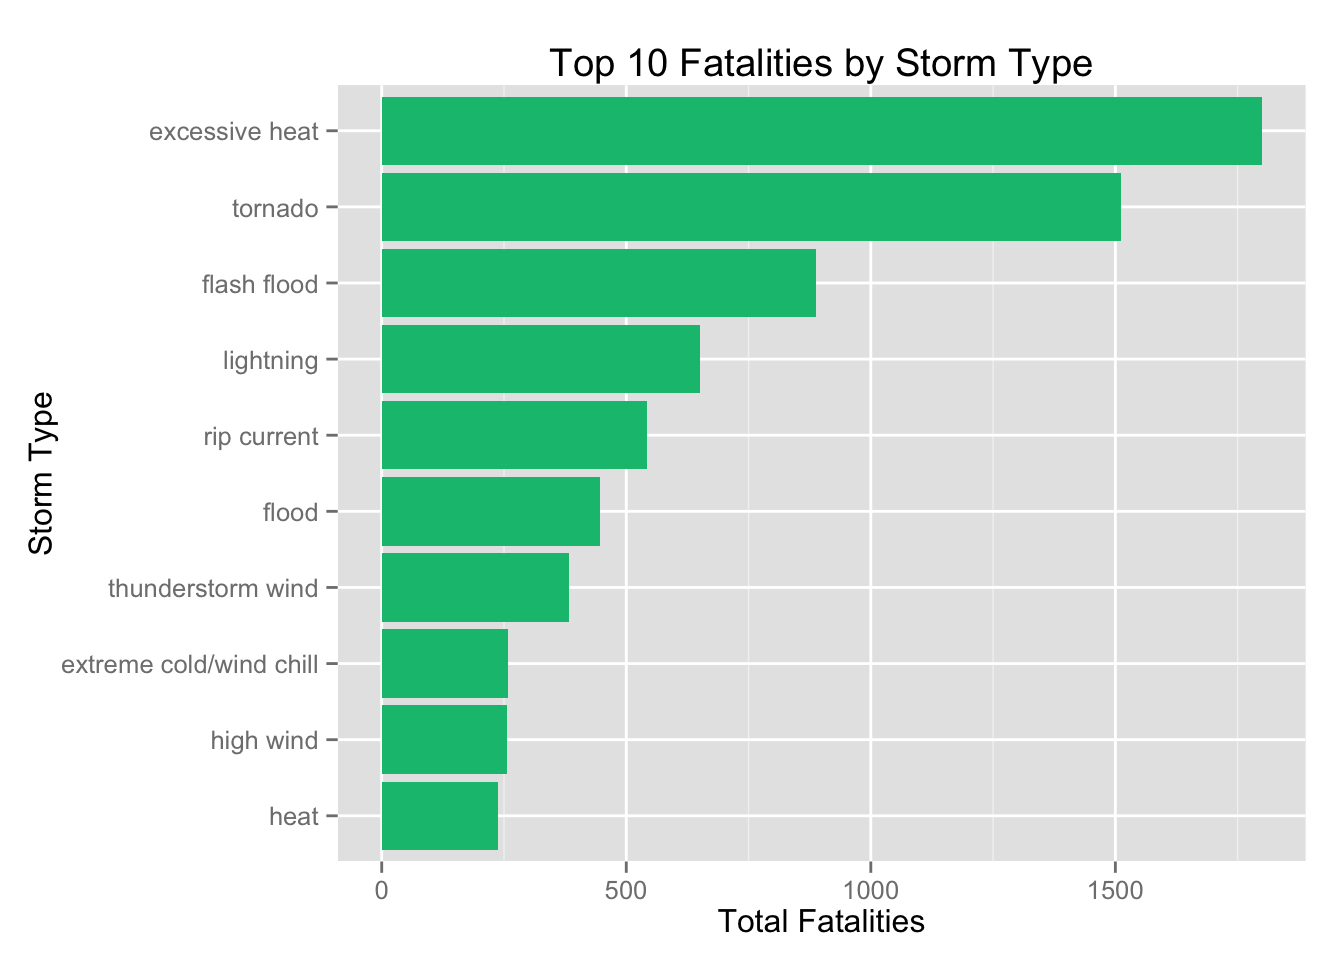 Top 10 Fatalities by Storm Type
Storm Type
excessive heat
tornado
flash flood
lightning
rip current
flood
thunderstorm wind
extreme cold/wind chill
high wind
heat
0 500 1000 1500
Total Fatalities